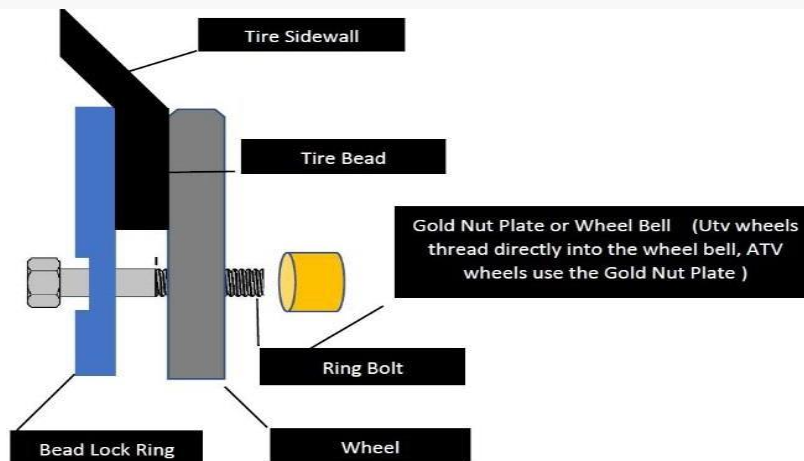 Tire Sidewall
Tire Bead
Gold Nut Plate or Wheel Bell (Utv wheels
thread directly into the wheel bell, ATV
wheels use the Gold Nut Plate )
Ring Bolt
Bead Lock Ring
Wheel